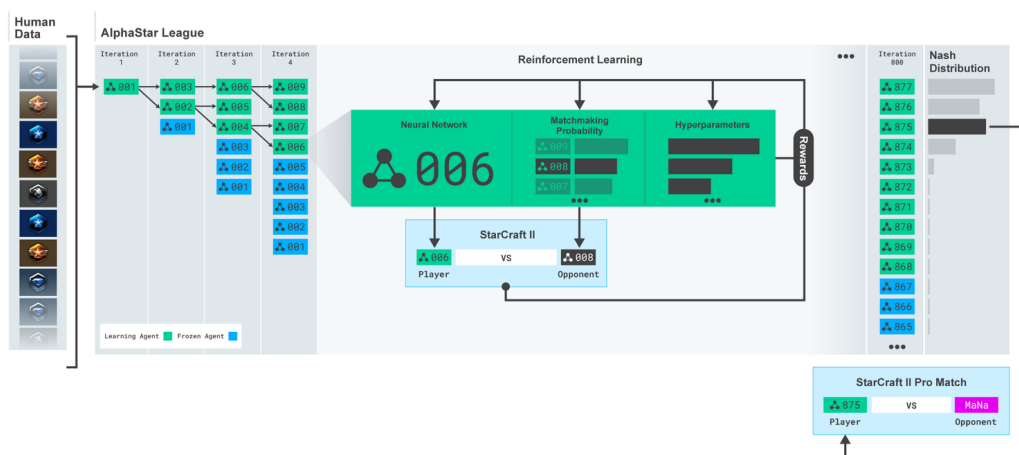 Human
Data
AlphaStar League
Iteration
1
Iteration
2
Iteration
3
Iteration
4
001
003
002
001
006
005
004
003
002
001
009
008
007
006
005
004
003
002
001
Learning Agent
Frozen Agent
Reinforcement Learning
Neural Network
006
Matchmaking
Probability
009
008
007
•••
Hyperparameters
•••
Rewards
StarCraft II
006 vs 008
Player Opponent
•••
Iteration
800
877
876
875
874
873
872
871
870
869
868
867
866
865
•••
Nash
Distribution
StarCraft II Pro Match
875 vs MaNa
Player Opponent